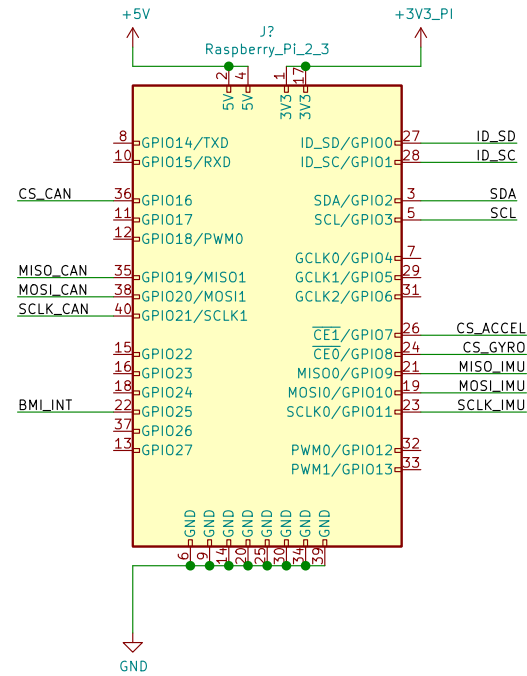 +5V
+3V3_PI
J?
Raspberry_Pi_2_3
2 4 1 17
5V 5V 3V3 3V3
8 GPIO14/TXD ID_SD/GPIO0 27 ID_SD
10 GPIO15/RXD ID_SC/GPIO1 28 ID_SC
CS_CAN 36 GPIO16 SDA/GPIO2 3 SDA
11 GPIO17 SCL/GPIO3 5 SCL
12 GPIO18/PWM0
GCLK0/GPIO4 7
MISO_CAN 35 GPIO19/MISO1 GCLK1/GPIO5 29
MOSI_CAN 38 GPIO20/MOSI1 GCLK2/GPIO6 31
SCLK_CAN 40 GPIO21/SCLK1
CE1/GPIO7 26 CS_ACCEL
15 GPIO22 CE0/GPIO8 24 CS_GYRO
16 GPIO23 MISO0/GPIO9 21 MISO_IMU
18 GPIO24 MOSI0/GPIO10 19 MOSI_IMU
BMI_INT 22 GPIO25 SCLK0/GPIO11 23 SCLK_IMU
37 GPIO26
13 GPIO27 PWM0/GPIO12 32
PWM1/GPIO13 33
GND GND GND GND GND GND GND GND
6 9 14 20 25 30 34 39
GND